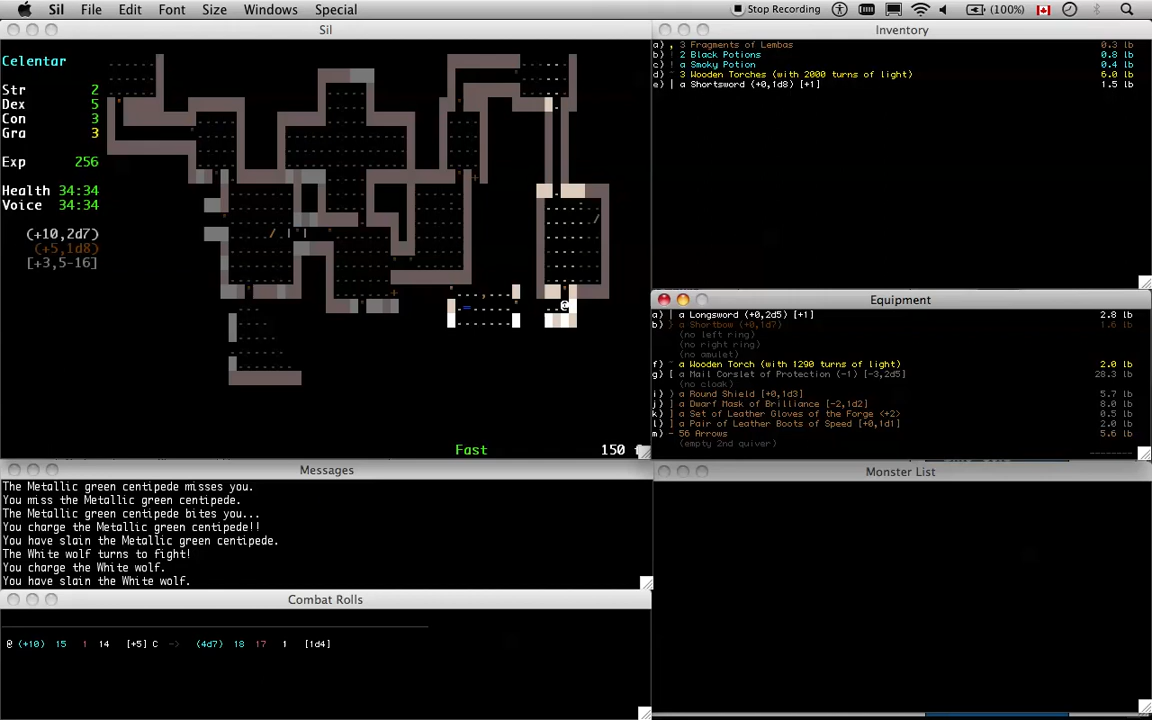 Sil File Edit Font Size Windows Special Stop Recording (100%)
Sil
Celentar
Str 2
Dex 5
Con 3
Gra 3
Exp 256
Health 34:34
Voice 34:34
(+10,2d7)
(+5,1d8)
[+3,5-16]
Fast 150
Inventory
a) , 3 Fragments of Lembas 0.3 lb
b) ! 2 Black Potions 0.8 lb
c) ! a Smoky Potion 0.4 lb
d) ~ 3 Wooden Torches (with 2000 turns of light) 6.0 lb
e) | a Shortsword (+0,1d8) [+1] 1.5 lb
Equipment
a) | a Longsword (+0,2d5) [+1] 2.8 lb
b) } a Shortbow (+0,1d7) 1.6 lb
(no left ring)
(no right ring)
(no amulet)
f) ~ a Wooden Torch (with 1290 turns of light) 2.0 lb
g) [ a Mail Corslet of Protection (-1) [-3,2d5] 28.3 lb
(no cloak)
i) ) a Round Shield [+0,1d3] 5.7 lb
j) ] a Dwarf Mask of Brilliance [-2,1d2] 8.0 lb
k) ] a Set of Leather Gloves of the Forge <+2> 0.5 lb
l) ] a Pair of Leather Boots of Speed [+0,1d1] 2.0 lb
m) - 56 Arrows 5.6 lb
(empty 2nd quiver)
Messages
The Metallic green centipede misses you.
You miss the Metallic green centipede.
The Metallic green centipede bites you...
You charge the Metallic green centipede!!
You have slain the Metallic green centipede.
The White wolf turns to fight!
You charge the White wolf.
You have slain the White wolf.
Combat Rolls
@ (+10) 15 1 14 [+5] C -> (4d7) 18 17 1 [1d4]
Monster List